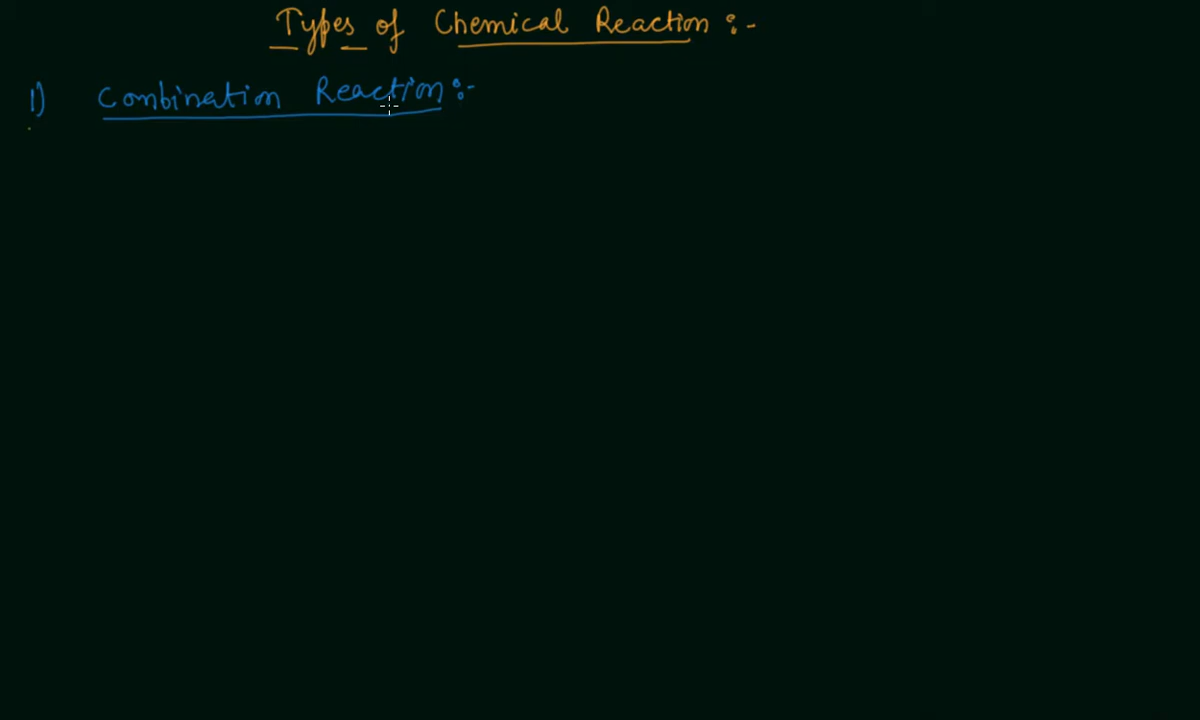 Types of Chemical Reaction :-
1) Combination Reaction :-